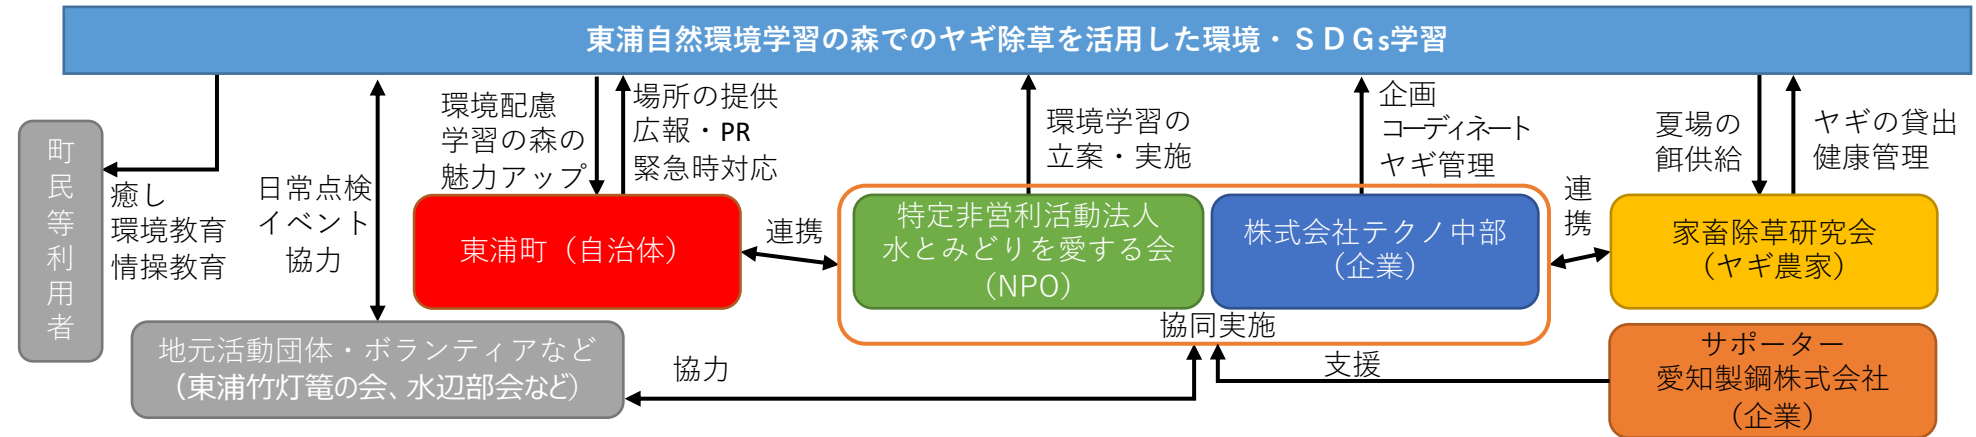 東浦自然環境学習の森でのヤギ除草を活用した環境・ＳＤＧs学習
町民等利用者
癒し
環境教育
情操教育
日常点検
イベント
協力
環境配慮
学習の森の
魅力アップ
場所の提供
広報・PR
緊急時対応
環境学習の
立案・実施
企画
コーディネート
ヤギ管理
夏場の
餌供給
ヤギの貸出
健康管理
東浦町（自治体）
連携
特定非営利活動法人
水とみどりを愛する会
（NPO）
株式会社テクノ中部
（企業）
協同実施
連携
家畜除草研究会
（ヤギ農家）
地元活動団体・ボランティアなど
（東浦竹灯篭の会、水辺部会など）
協力
支援
サポーター
愛知製鋼株式会社
（企業）